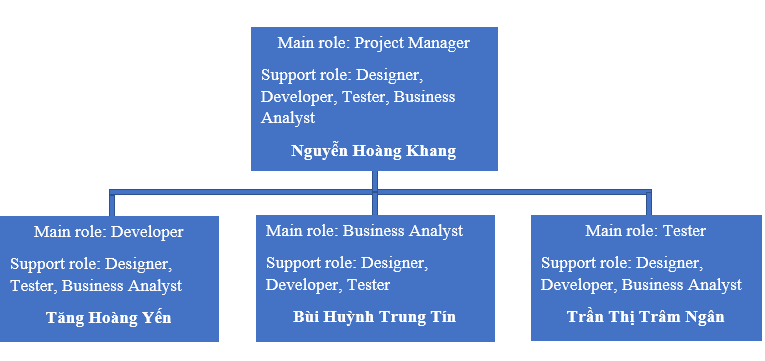 Main role: Project Manager
Support role: Designer,
Developer, Tester, Business
Analyst
Nguyễn Hoàng Khang
Main role: Developer
Support role: Designer,
Tester, Business Analyst
Tăng Hoàng Yến
Main role: Business Analyst
Support role: Designer,
Developer, Tester
Bùi Huỳnh Trung Tín
Main role: Tester
Support role: Designer,
Developer, Business Analyst
Trần Thị Trâm Ngân